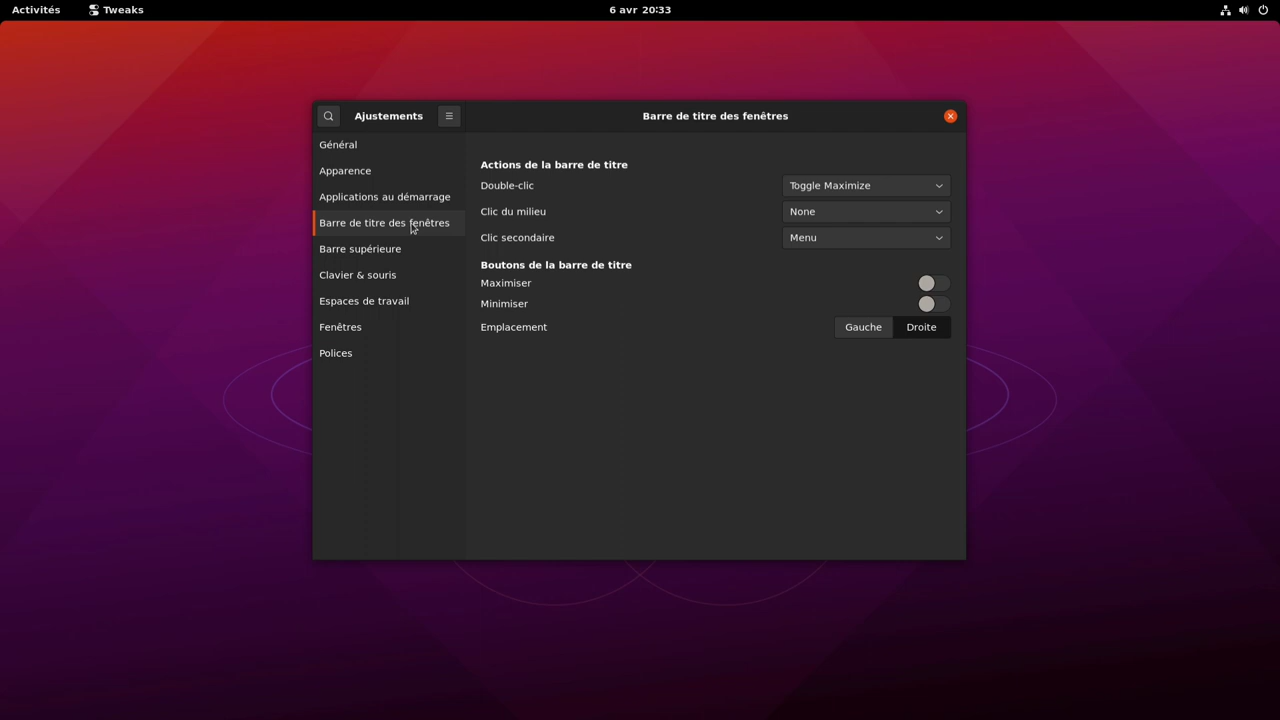 Activités Tweaks 6 avr 20:33
Ajustements Barre de titre des fenêtres
Général
Apparence
Applications au démarrage
Barre de titre des fenêtres
Barre supérieure
Clavier & souris
Espaces de travail
Fenêtres
Polices
Actions de la barre de titre
Double-clic Toggle Maximize
Clic du milieu None
Clic secondaire Menu
Boutons de la barre de titre
Maximiser
Minimiser
Emplacement Gauche Droite